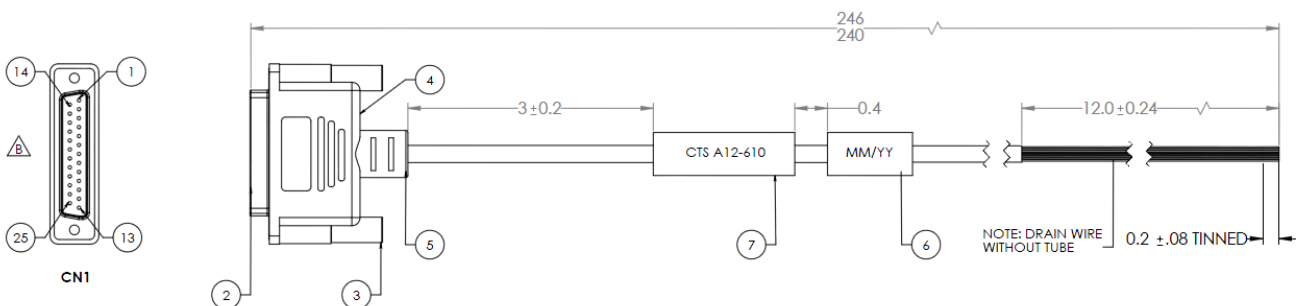 246
240
14
1
4
3 ±0.2
0.4
12.0 ±0.24
B
CTS A12-610
MM/YY
25
13
5
7
6
NOTE: DRAIN WIRE
WITHOUT TUBE
0.2 ±.08 TINNED
CN1
2
3